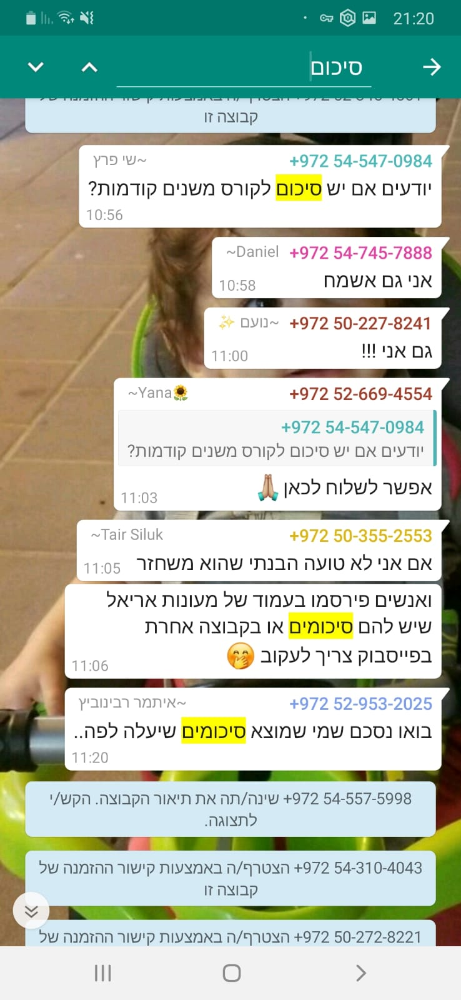 21:20
סיכום
קבוצה זו
+972 54-547-0984 ~שי פרץ
יודעים אם יש סיכום לקורס משנים קודמות?
10:56
+972 54-745-7888 ~Daniel
אני גם אשמח
10:58
+972 50-227-8241 ~נועם ✨
גם אני !!!
11:00
+972 52-669-4554 ~Yana🌻
+972 54-547-0984
יודעים אם יש סיכום לקורס משנים קודמות?
אפשר לשלוח לכאן 🙏🏼
11:03
+972 50-355-2553 ~Tair Siluk
אם אני לא טועה הבנתי שהוא משחזר
11:05
ואנשים פירסמו בעמוד של מעונות אריאל
שיש להם סיכומים או בקבוצה אחרת
בפייסבוק צריך לעקוב 🤭
11:06
+972 52-953-2025 ~איתמר רבינוביץ
בואו נסכם שמי שמוצא סיכומים שיעלה לפה..
11:20
+972 54-557-5998 שינה/תה את תיאור הקבוצה. הקש/י
לתצוגה.
+972 54-310-4043 הצטרף/ה באמצעות קישור ההזמנה של
קבוצה זו
+972 50-272-8221 הצטרף/ה באמצעות קישור ההזמנה של